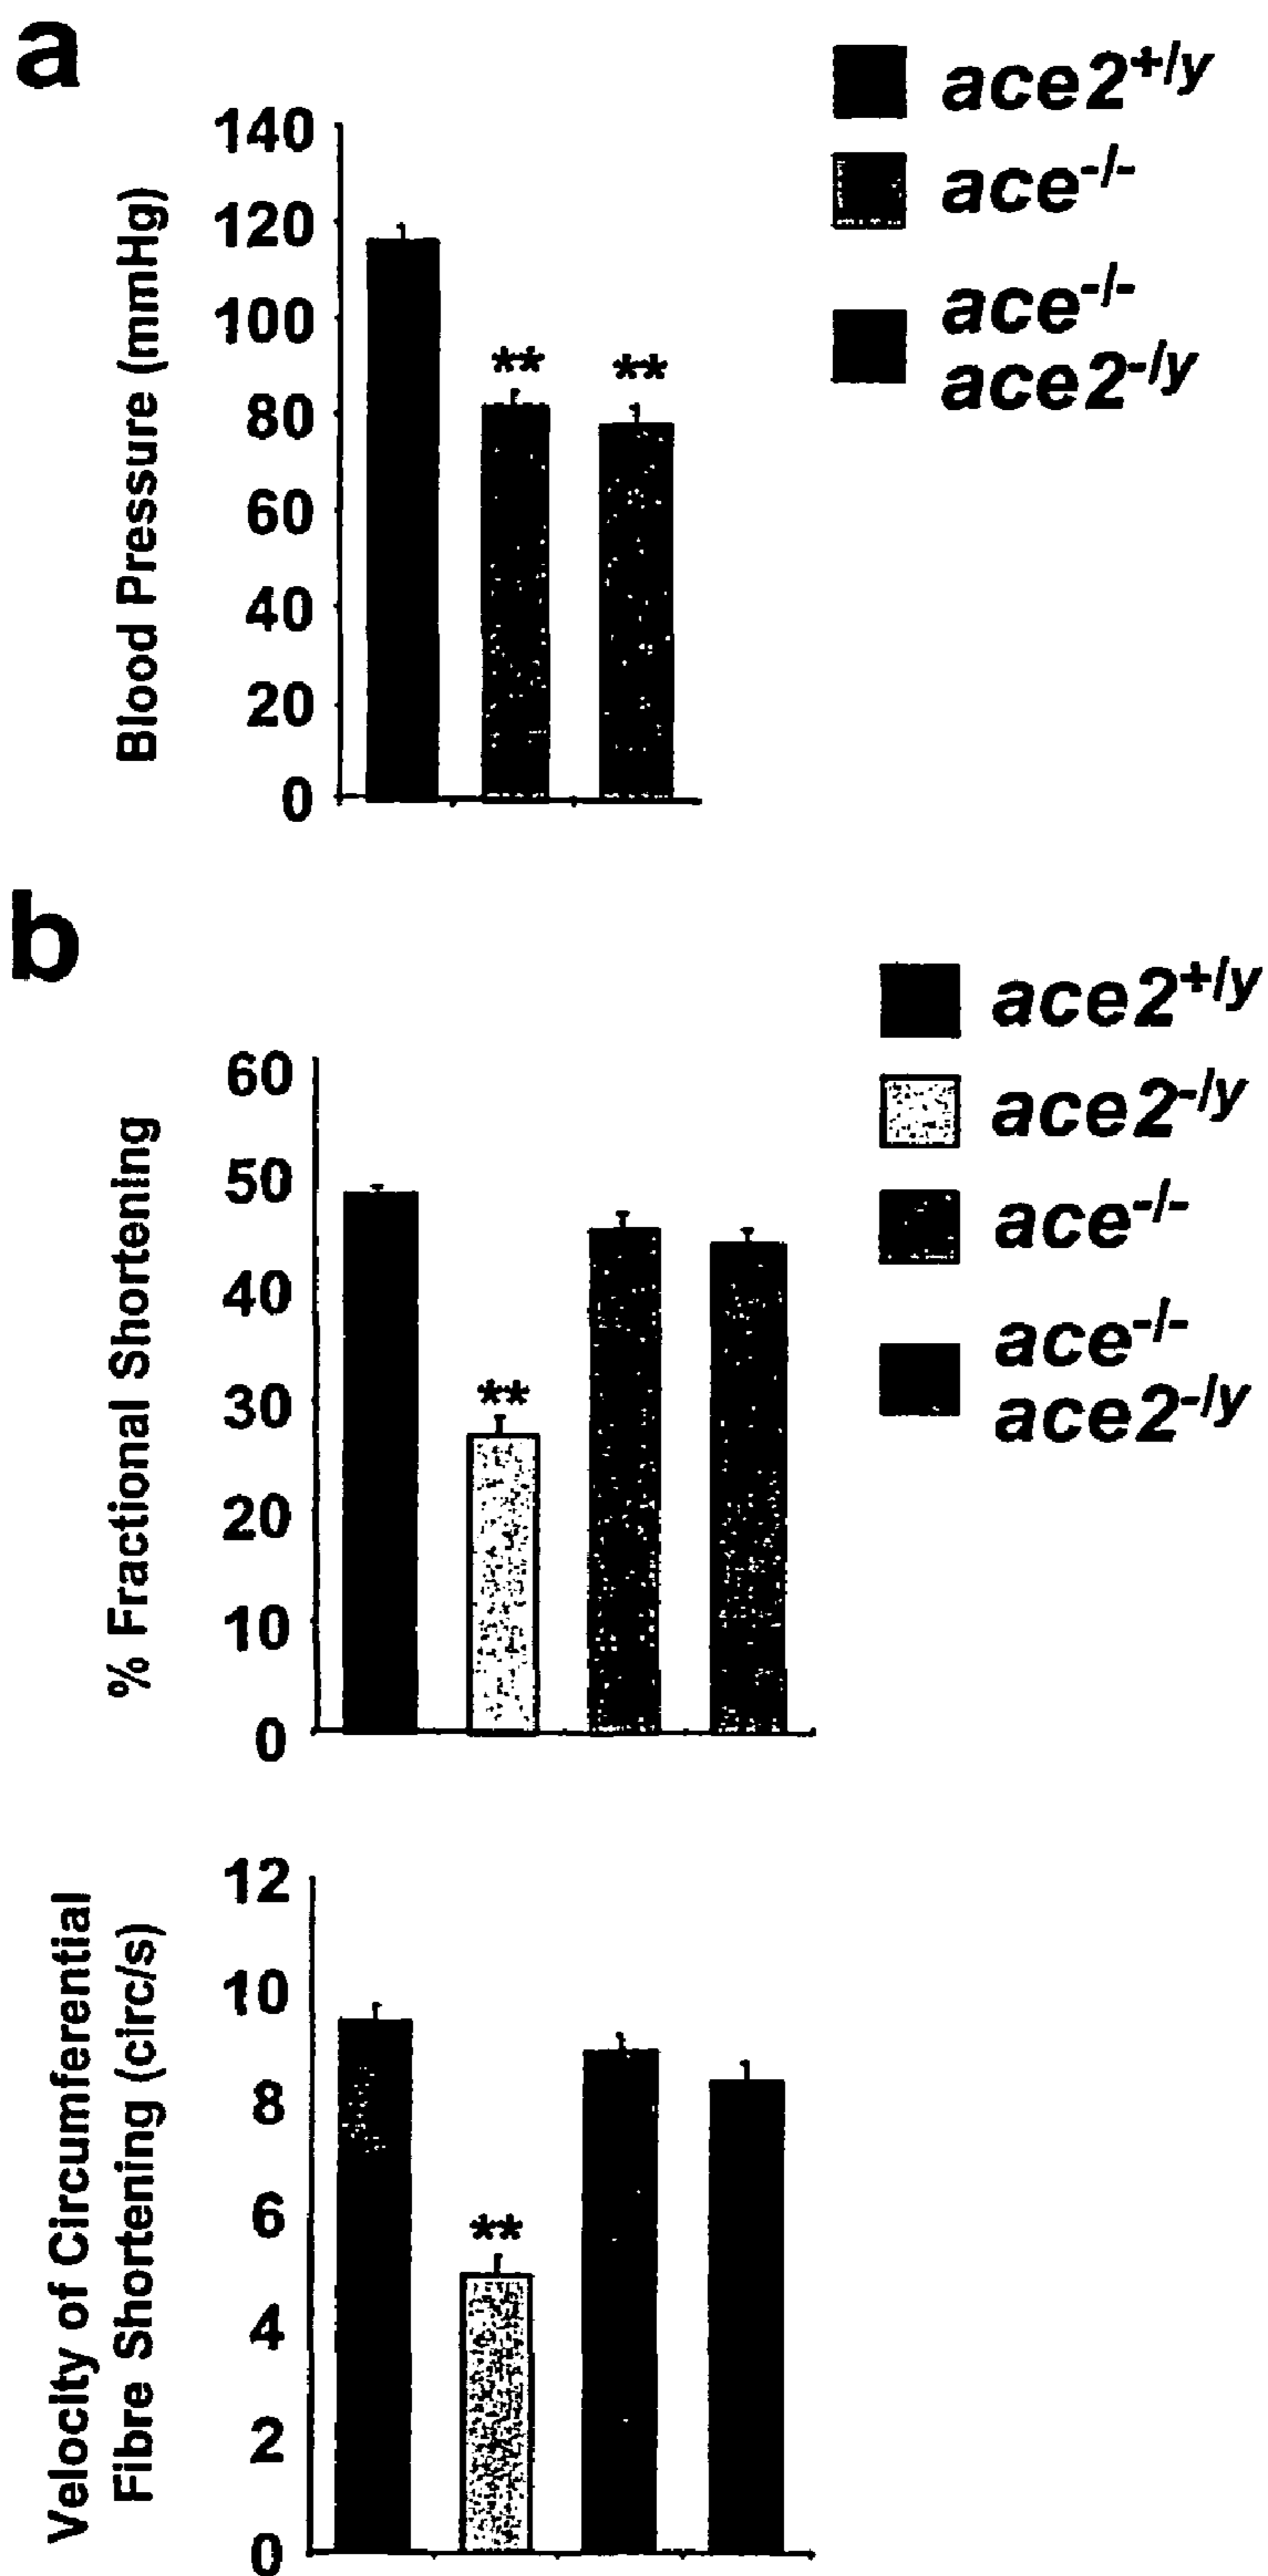 a
ace2+/y
ace-/-
ace-/-
ace2-/y
Blood Pressure (mmHg)
140
120
100
80
60
40
20
0
**
**
b
ace2+/y
ace2-/y
ace-/-
ace-/-
ace2-/y
% Fractional Shortening
60
50
40
30
20
10
0
**
Velocity of Circumferential
Fibre Shortening (circ/s)
12
10
8
6
4
2
0
**